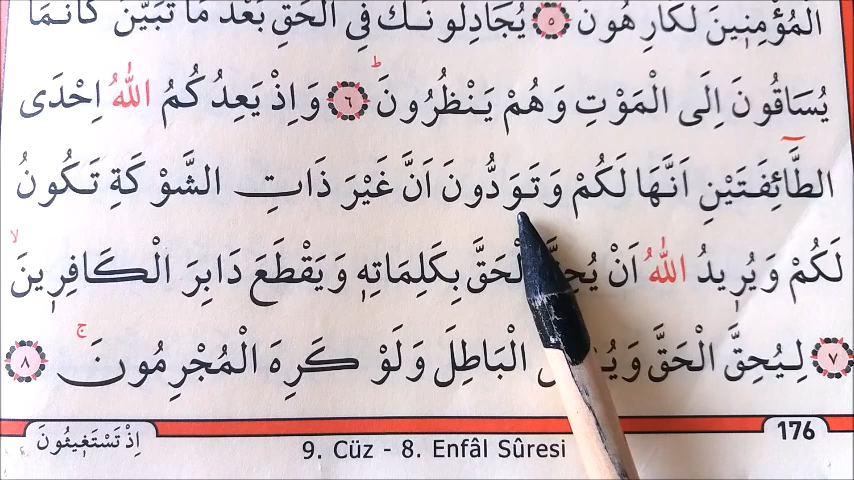 الْمُؤْمِنِينَ لَكَارِهُونَ ﴿٥﴾ يُجَادِلُونَكَ فِي الْحَقِّ بَعْدَ مَا تَبَيَّنَ كَاَنَّمَا
يُسَاقُونَ اِلَى الْمَوْتِ وَهُمْ يَنْظُرُونَ ط ﴿٦﴾ وَاِذْ يَعِدُكُمُ اللّٰهُ اِحْدَى
الطَّٓائِفَتَيْنِ اَنَّهَا لَكُمْ وَتَوَدُّونَ اَنَّ غَيْرَ ذَاتِ الشَّوْكَةِ تَكُونُ
لَكُمْ وَيُرِيدُ اللّٰهُ اَنْ الْحَقَّ بِكَلِمَاتِهٖ وَيَقْطَعَ دَابِرَ الْكَافِرِينَ لا
﴿٧﴾ لِيُحِقَّ الْحَقَّ الْبَاطِلَ وَلَوْ كَرِهَ الْمُجْرِمُونَ ج ﴿٨﴾
176
9. Cüz - 8. Enfâl Sûresi
اِذْ تَسْتَغِيثُونَ